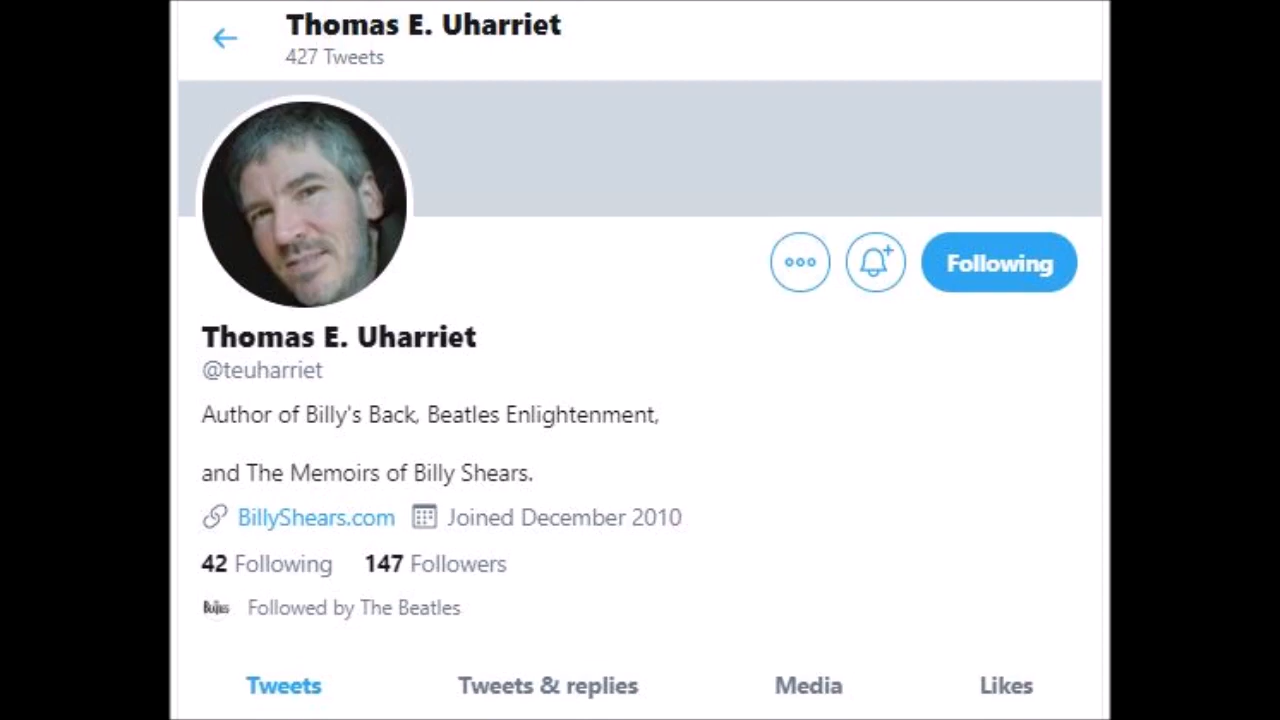 Thomas E. Uharriet
427 Tweets
Following
Thomas E. Uharriet
@teuharriet
Author of Billy's Back, Beatles Enlightenment,
and The Memoirs of Billy Shears.
BillyShears.com Joined December 2010
42 Following 147 Followers
Followed by The Beatles
Tweets Tweets & replies Media Likes